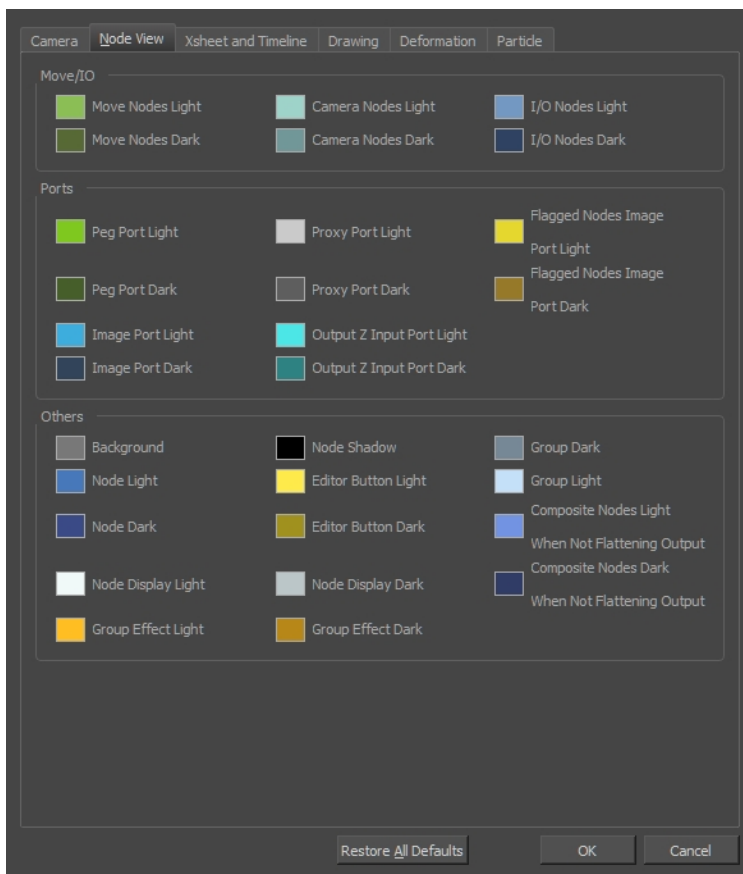 Camera Node View Xsheet and Timeline Drawing Deformation Particle
Move/IO
Move Nodes Light Camera Nodes Light I/O Nodes Light
Move Nodes Dark Camera Nodes Dark I/O Nodes Dark
Ports
Peg Port Light Proxy Port Light Flagged Nodes Image
Port Light
Peg Port Dark Proxy Port Dark Flagged Nodes Image
Port Dark
Image Port Light Output Z Input Port Light
Image Port Dark Output Z Input Port Dark
Others
Background Node Shadow Group Dark
Node Light Editor Button Light Group Light
Node Dark Editor Button Dark Composite Nodes Light
When Not Flattening Output
Node Display Light Node Display Dark Composite Nodes Dark
When Not Flattening Output
Group Effect Light Group Effect Dark
Restore All Defaults OK Cancel